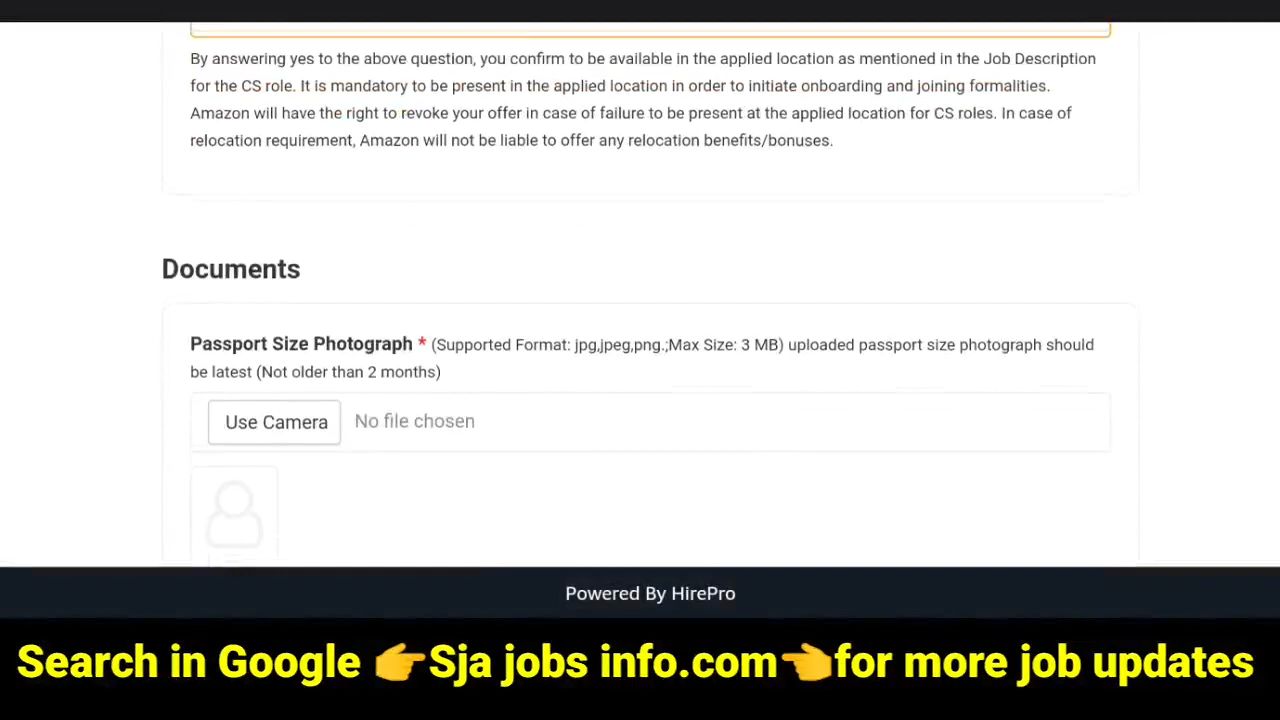 By answering yes to the above question, you confirm to be available in the applied location as mentioned in the Job Description
for the CS role. It is mandatory to be present in the applied location in order to initiate onboarding and joining formalities.
Amazon will have the right to revoke your offer in case of failure to be present at the applied location for CS roles. In case of
relocation requirement, Amazon will not be liable to offer any relocation benefits/bonuses.
Documents
Passport Size Photograph * (Supported Format: jpg,jpeg,png.;Max Size: 3 MB) uploaded passport size photograph should
be latest (Not older than 2 months)
Use Camera No file chosen
Powered By HirePro
Search in Google 👉Sja jobs info.com👈for more job updates